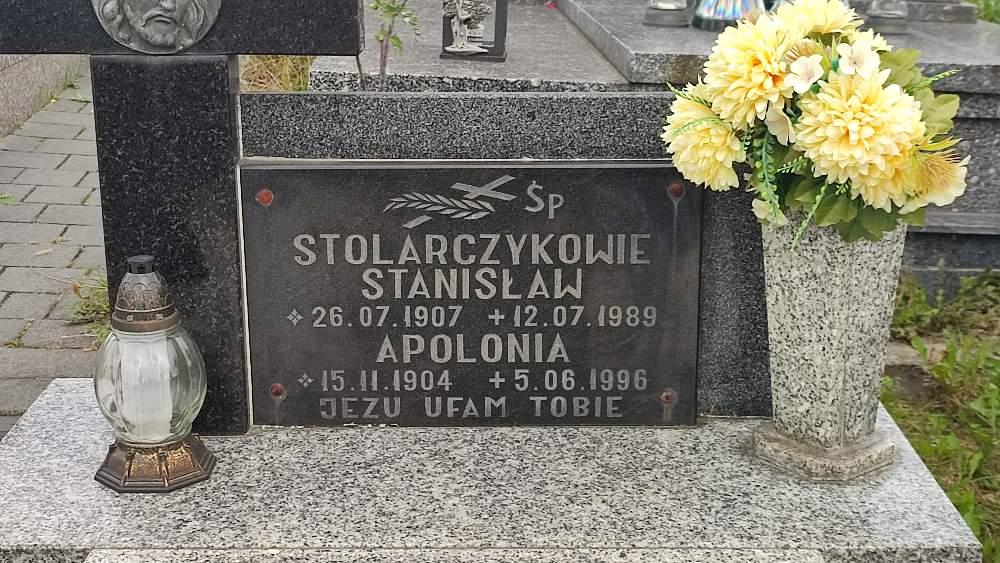 ŚP
STOLARCZYKOWIE
STANISŁAW
26.07.1907 +12.07.1989
APOLONIA
15.11.1904 +5.06.1996
JEZU UFAM TOBIE